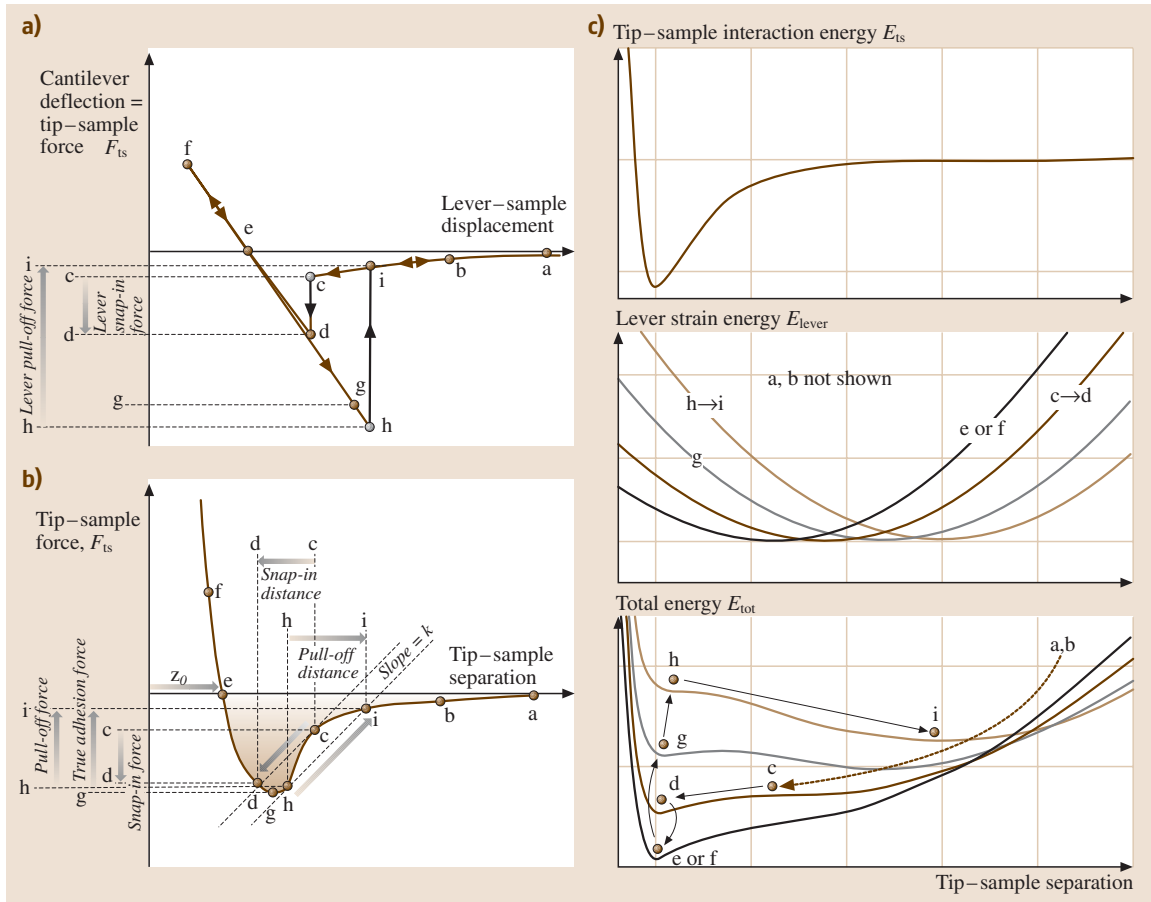 a)
Cantilever
deflection =
tip–sample
force F_ts
f
e
Lever–sample
displacement
i
c
d
g
h
Lever pull-off force
Lever
snap-in
force
c
i
b
a
d
g
h
b)
Tip–sample
force, F_ts
d
c
Snap-in
distance
f
h
i
Pull-off
distance
Slope = k
Tip–sample
separation
z_0
e
i
c
d
h
g
Pull-off force
True adhesion force
Snap-in force
c
i
b
a
d
g
h
c)
Tip–sample interaction energy E_ts
Lever strain energy E_lever
a, b not shown
h→i
c→d
e or f
g
Total energy E_tot
a,b
h
i
g
d
c
e or f
Tip–sample separation